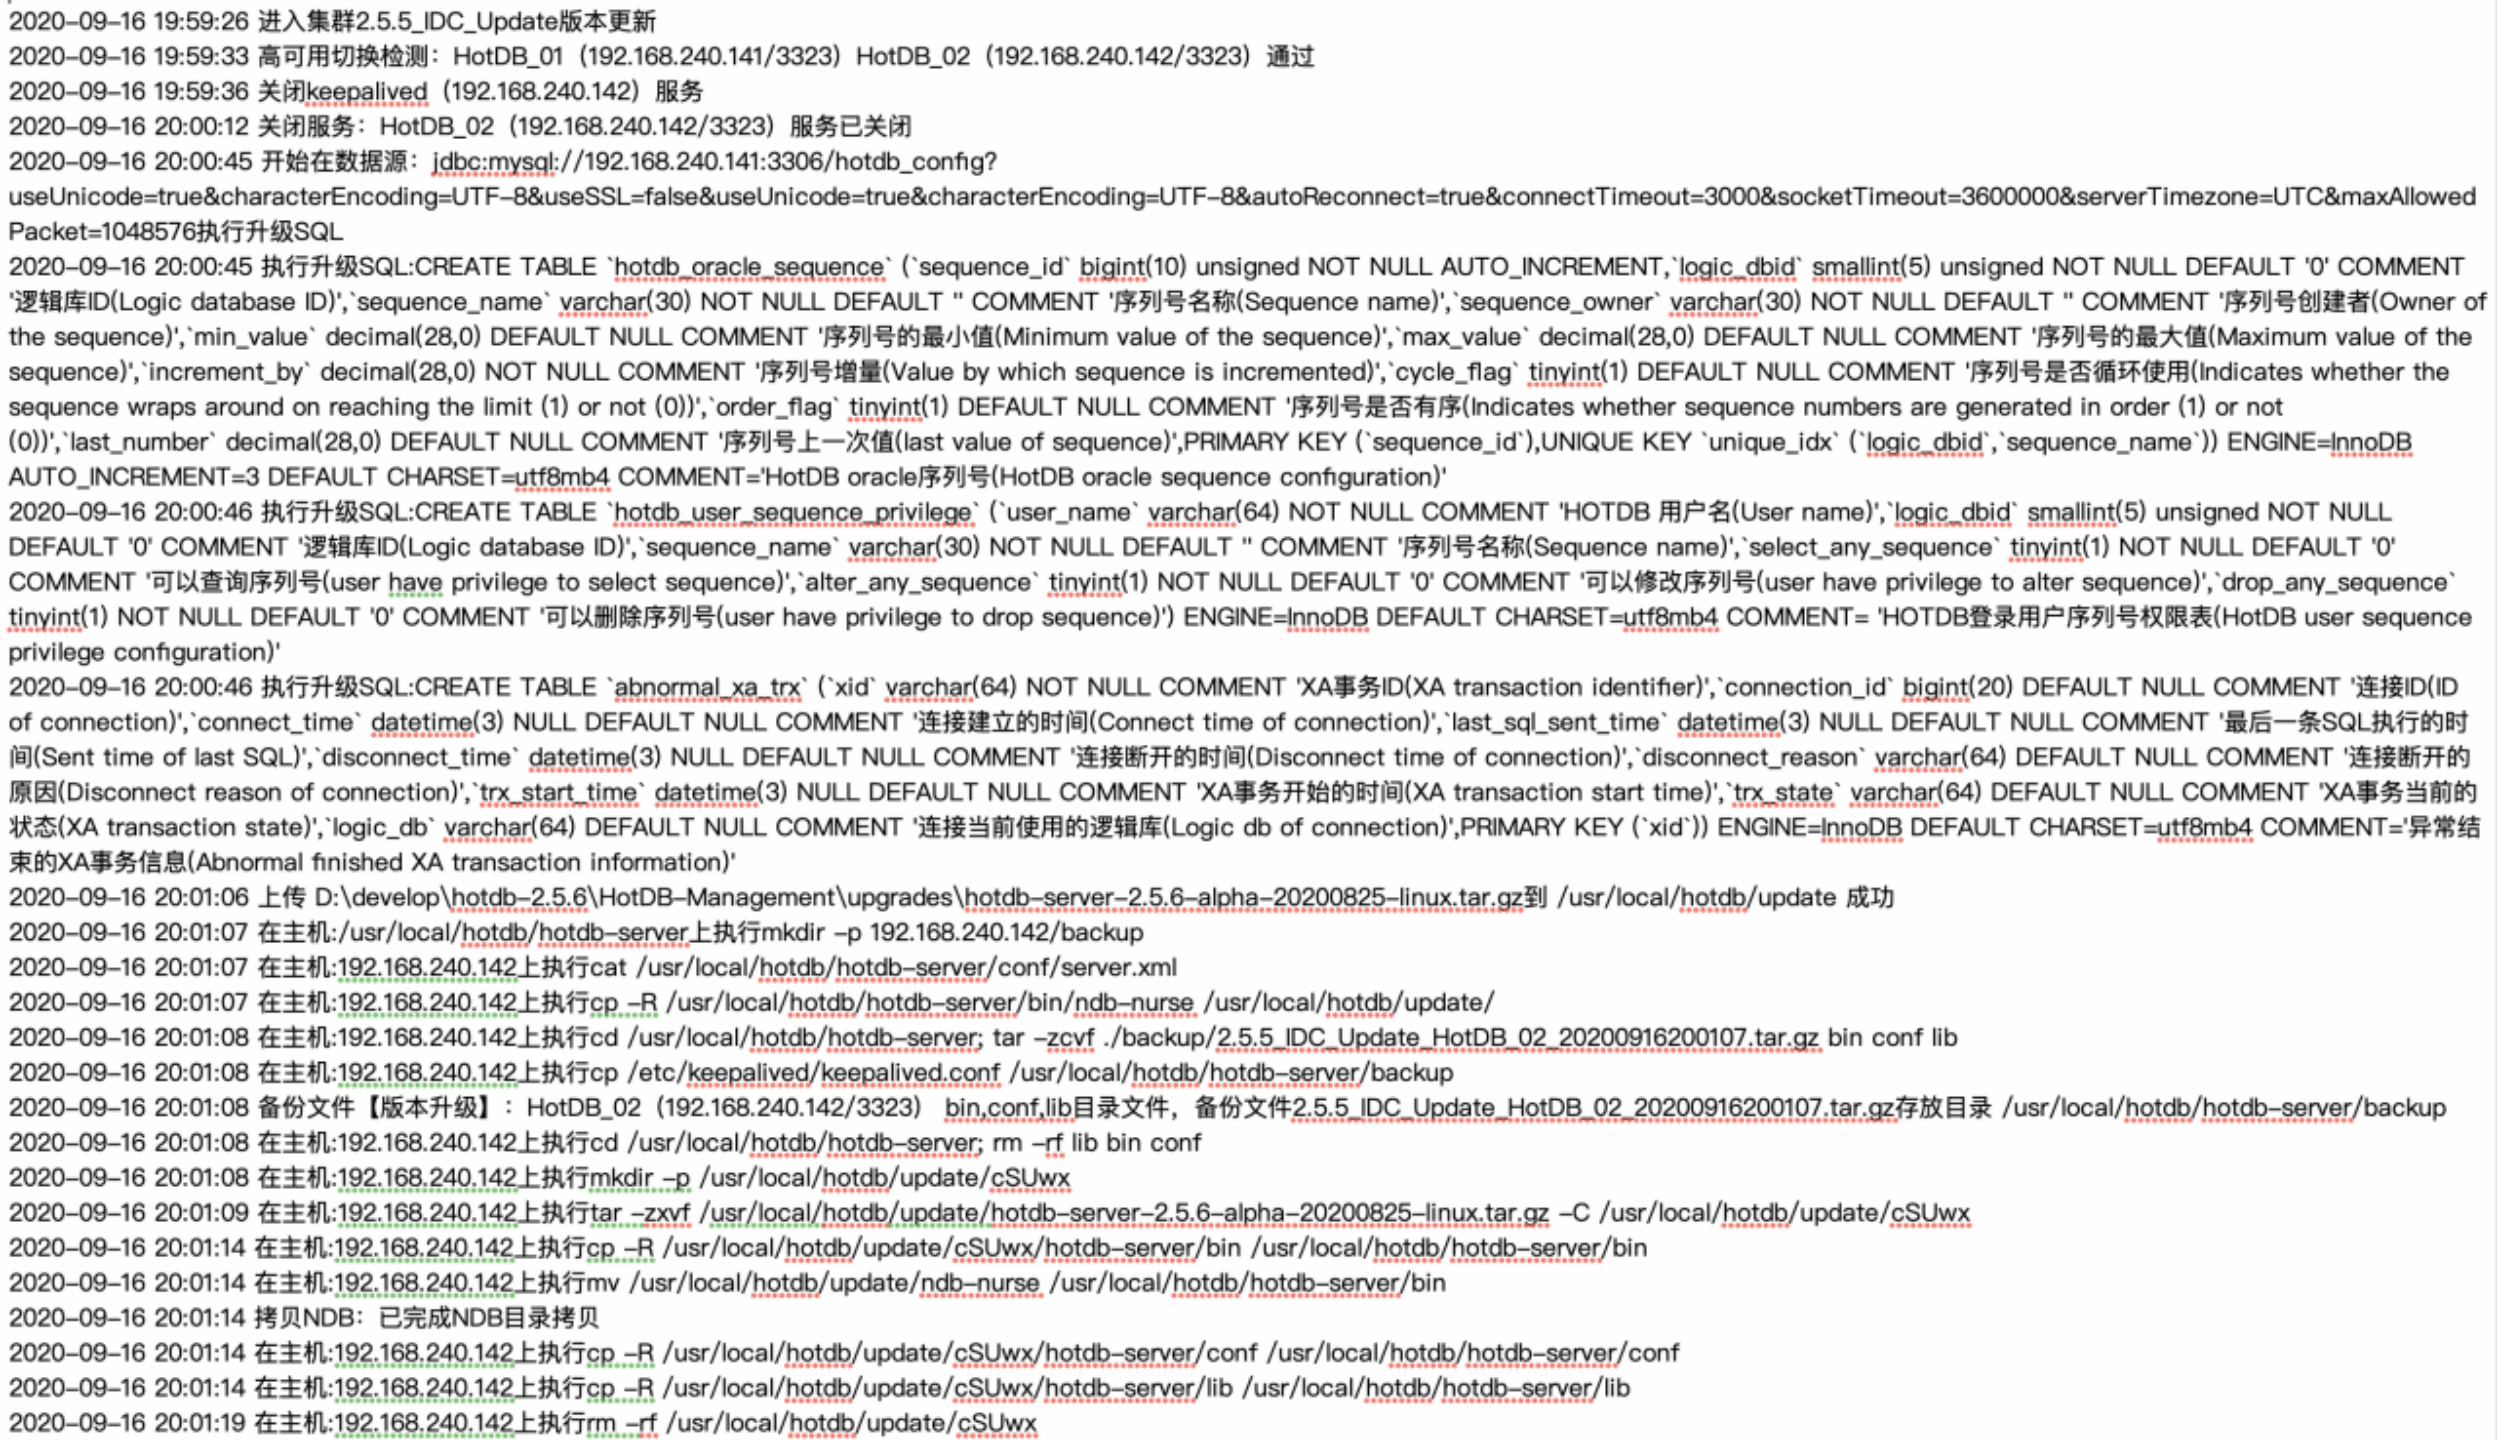 2020-09-16 19:59:26 进入集群2.5.5_IDC_Update版本更新
2020-09-16 19:59:33 高可用切换检测：HotDB_01（192.168.240.141/3323）HotDB_02（192.168.240.142/3323）通过
2020-09-16 19:59:36 关闭keepalived（192.168.240.142）服务
2020-09-16 20:00:12 关闭服务：HotDB_02（192.168.240.142/3323）服务已关闭
2020-09-16 20:00:45 开始在数据源：jdbc:mysql://192.168.240.141:3306/hotdb_config?
useUnicode=true&characterEncoding=UTF-8&useSSL=false&useUnicode=true&characterEncoding=UTF-8&autoReconnect=true&connectTimeout=3000&socketTimeout=3600000&serverTimezone=UTC&maxAllowed
Packet=1048576执行升级SQL
2020-09-16 20:00:45 执行升级SQL:CREATE TABLE `hotdb_oracle_sequence` (`sequence_id` bigint(10) unsigned NOT NULL AUTO_INCREMENT,`logic_dbid` smallint(5) unsigned NOT NULL DEFAULT '0' COMMENT
'逻辑库ID(Logic database ID)',`sequence_name` varchar(30) NOT NULL DEFAULT '' COMMENT '序列号名称(Sequence name)',`sequence_owner` varchar(30) NOT NULL DEFAULT '' COMMENT '序列号创建者(Owner of
the sequence)',`min_value` decimal(28,0) DEFAULT NULL COMMENT '序列号的最小值(Minimum value of the sequence)',`max_value` decimal(28,0) DEFAULT NULL COMMENT '序列号的最大值(Maximum value of the
sequence)',`increment_by` decimal(28,0) NOT NULL COMMENT '序列号增量(Value by which sequence is incremented)',`cycle_flag` tinyint(1) DEFAULT NULL COMMENT '序列号是否循环使用(Indicates whether the
sequence wraps around on reaching the limit (1) or not (0))',`order_flag` tinyint(1) DEFAULT NULL COMMENT '序列号是否有序(Indicates whether sequence numbers are generated in order (1) or not
(0))',`last_number` decimal(28,0) DEFAULT NULL COMMENT '序列号上一次值(last value of sequence)',PRIMARY KEY (`sequence_id`),UNIQUE KEY `unique_idx` (`logic_dbid`,`sequence_name`)) ENGINE=InnoDB
AUTO_INCREMENT=3 DEFAULT CHARSET=utf8mb4 COMMENT='HotDB oracle序列号(HotDB oracle sequence configuration)'
2020-09-16 20:00:46 执行升级SQL:CREATE TABLE `hotdb_user_sequence_privilege` (`user_name` varchar(64) NOT NULL COMMENT 'HOTDB 用户名(User name)',`logic_dbid` smallint(5) unsigned NOT NULL
DEFAULT '0' COMMENT '逻辑库ID(Logic database ID)',`sequence_name` varchar(30) NOT NULL DEFAULT '' COMMENT '序列号名称(Sequence name)',`select_any_sequence` tinyint(1) NOT NULL DEFAULT '0'
COMMENT '可以查询序列号(user have privilege to select sequence)',`alter_any_sequence` tinyint(1) NOT NULL DEFAULT '0' COMMENT '可以修改序列号(user have privilege to alter sequence)',`drop_any_sequence`
tinyint(1) NOT NULL DEFAULT '0' COMMENT '可以删除序列号(user have privilege to drop sequence)') ENGINE=InnoDB DEFAULT CHARSET=utf8mb4 COMMENT= 'HOTDB登录用户序列号权限表(HotDB user sequence
privilege configuration)'
2020-09-16 20:00:46 执行升级SQL:CREATE TABLE `abnormal_xa_trx` (`xid` varchar(64) NOT NULL COMMENT 'XA事务ID(XA transaction identifier)',`connection_id` bigint(20) DEFAULT NULL COMMENT '连接ID(ID
of connection)',`connect_time` datetime(3) NULL DEFAULT NULL COMMENT '连接建立的时间(Connect time of connection)',`last_sql_sent_time` datetime(3) NULL DEFAULT NULL COMMENT '最后一条SQL执行的时
间(Sent time of last SQL)',`disconnect_time` datetime(3) NULL DEFAULT NULL COMMENT '连接断开的时间(Disconnect time of connection)',`disconnect_reason` varchar(64) DEFAULT NULL COMMENT '连接断开的
原因(Disconnect reason of connection)',`trx_start_time` datetime(3) NULL DEFAULT NULL COMMENT 'XA事务开始的时间(XA transaction start time)',`trx_state` varchar(64) DEFAULT NULL COMMENT 'XA事务当前的
状态(XA transaction state)',`logic_db` varchar(64) DEFAULT NULL COMMENT '连接当前使用的逻辑库(Logic db of connection)',PRIMARY KEY (`xid`)) ENGINE=InnoDB DEFAULT CHARSET=utf8mb4 COMMENT='异常结
束的XA事务信息(Abnormal finished XA transaction information)'
2020-09-16 20:01:06 上传 D:\develop\hotdb-2.5.6\HotDB-Management\upgrades\hotdb-server-2.5.6-alpha-20200825-linux.tar.gz到 /usr/local/hotdb/update 成功
2020-09-16 20:01:07 在主机:/usr/local/hotdb/hotdb-server上执行mkdir -p 192.168.240.142/backup
2020-09-16 20:01:07 在主机:192.168.240.142上执行cat /usr/local/hotdb/hotdb-server/conf/server.xml
2020-09-16 20:01:07 在主机:192.168.240.142上执行cp -R /usr/local/hotdb/hotdb-server/bin/ndb-nurse /usr/local/hotdb/update/
2020-09-16 20:01:08 在主机:192.168.240.142上执行cd /usr/local/hotdb/hotdb-server; tar -zcvf ./backup/2.5.5_IDC_Update_HotDB_02_20200916200107.tar.gz bin conf lib
2020-09-16 20:01:08 在主机:192.168.240.142上执行cp /etc/keepalived/keepalived.conf /usr/local/hotdb/hotdb-server/backup
2020-09-16 20:01:08 备份文件【版本升级】：HotDB_02（192.168.240.142/3323） bin,conf,lib目录文件，备份文件2.5.5_IDC_Update_HotDB_02_20200916200107.tar.gz存放目录 /usr/local/hotdb/hotdb-server/backup
2020-09-16 20:01:08 在主机:192.168.240.142上执行cd /usr/local/hotdb/hotdb-server; rm -rf lib bin conf
2020-09-16 20:01:08 在主机:192.168.240.142上执行mkdir -p /usr/local/hotdb/update/cSUwx
2020-09-16 20:01:09 在主机:192.168.240.142上执行tar -zxvf /usr/local/hotdb/update/hotdb-server-2.5.6-alpha-20200825-linux.tar.gz -C /usr/local/hotdb/update/cSUwx
2020-09-16 20:01:14 在主机:192.168.240.142上执行cp -R /usr/local/hotdb/update/cSUwx/hotdb-server/bin /usr/local/hotdb/hotdb-server/bin
2020-09-16 20:01:14 在主机:192.168.240.142上执行mv /usr/local/hotdb/update/ndb-nurse /usr/local/hotdb/hotdb-server/bin
2020-09-16 20:01:14 拷贝NDB：已完成NDB目录拷贝
2020-09-16 20:01:14 在主机:192.168.240.142上执行cp -R /usr/local/hotdb/update/cSUwx/hotdb-server/conf /usr/local/hotdb/hotdb-server/conf
2020-09-16 20:01:14 在主机:192.168.240.142上执行cp -R /usr/local/hotdb/update/cSUwx/hotdb-server/lib /usr/local/hotdb/hotdb-server/lib
2020-09-16 20:01:19 在主机:192.168.240.142上执行rm -rf /usr/local/hotdb/update/cSUwx